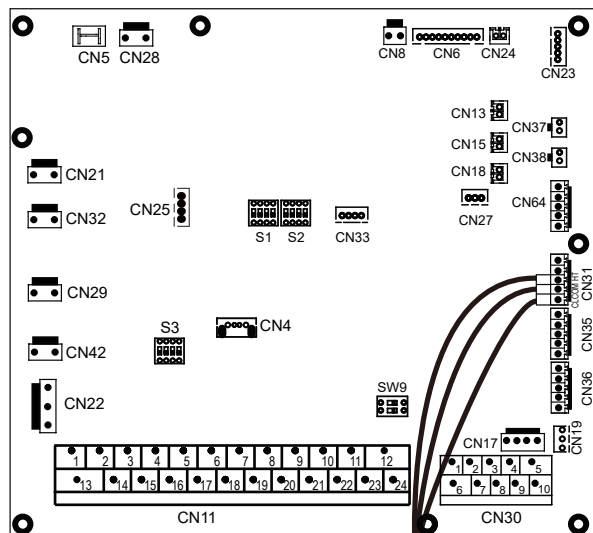 CN5
CN28
CN8
CN6
CN24
CN23
CN13
CN37
CN15
CN38
CN18
CN21
CN32
CN25
S1
S2
CN33
CN27
CN64
CN31
CL COM HT
CN29
CN4
CN35
S3
CN42
CN36
CN22
SW9
CN17
CN19
1 2 3 4 5 6 7 8 9 10 11 12
13 14 15 16 17 18 19 20 21 22 23 24
CN11
1 2 3 4 5
6 7 8 9 10
CN30